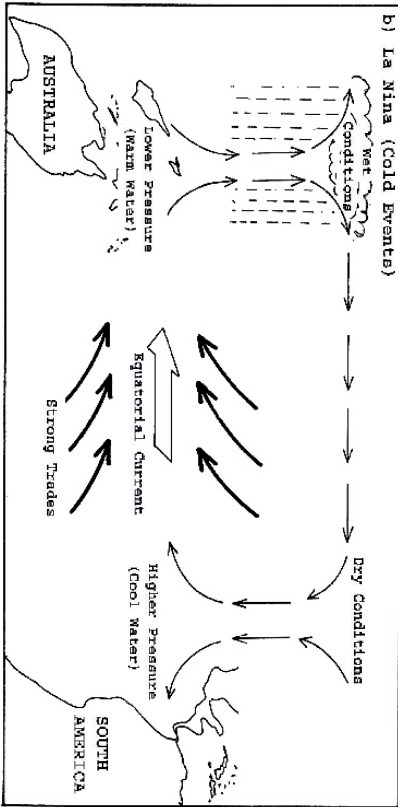 b) La Nina (Cold Events)
Wet
Conditions
Dry Conditions
Lower Pressure
(Warm Water)
Equatorial Current
Higher Pressure
(Cool Water)
Strong Trades
AUSTRALIA
SOUTH
AMERICA